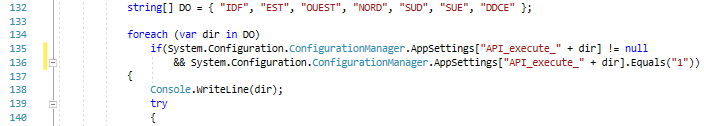 132 string[] DO = { "IDF", "EST", "OUEST", "NORD", "SUD", "SUE", "DDCE" };
133
134 foreach (var dir in DO)
135 if(System.Configuration.ConfigurationManager.AppSettings["API_execute_" + dir] != null
136 && System.Configuration.ConfigurationManager.AppSettings["API_execute_" + dir].Equals("1"))
137 {
138 Console.WriteLine(dir);
139 try
140 {